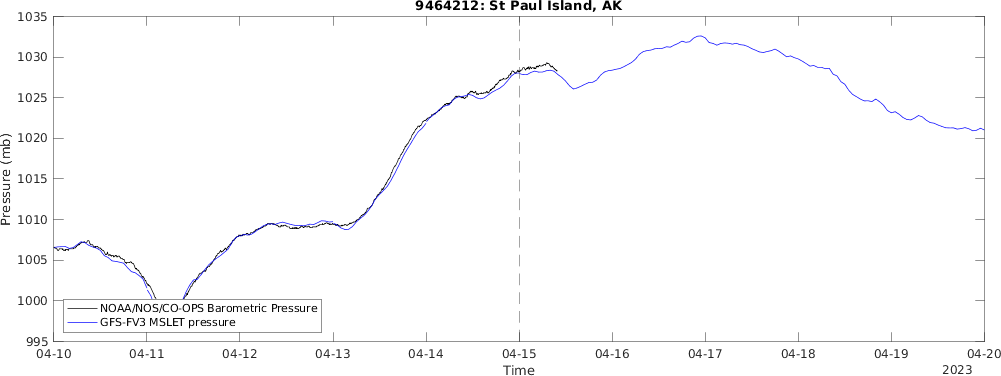 9464212: St Paul Island, AK
1035
1030
1025
1020
1015
1010
1005
1000
995
Pressure (mb)
NOAA/NOS/CO-OPS Barometric Pressure
GFS-FV3 MSLET pressure
04-10 04-11 04-12 04-13 04-14 04-15 04-16 04-17 04-18 04-19 04-20
Time
2023